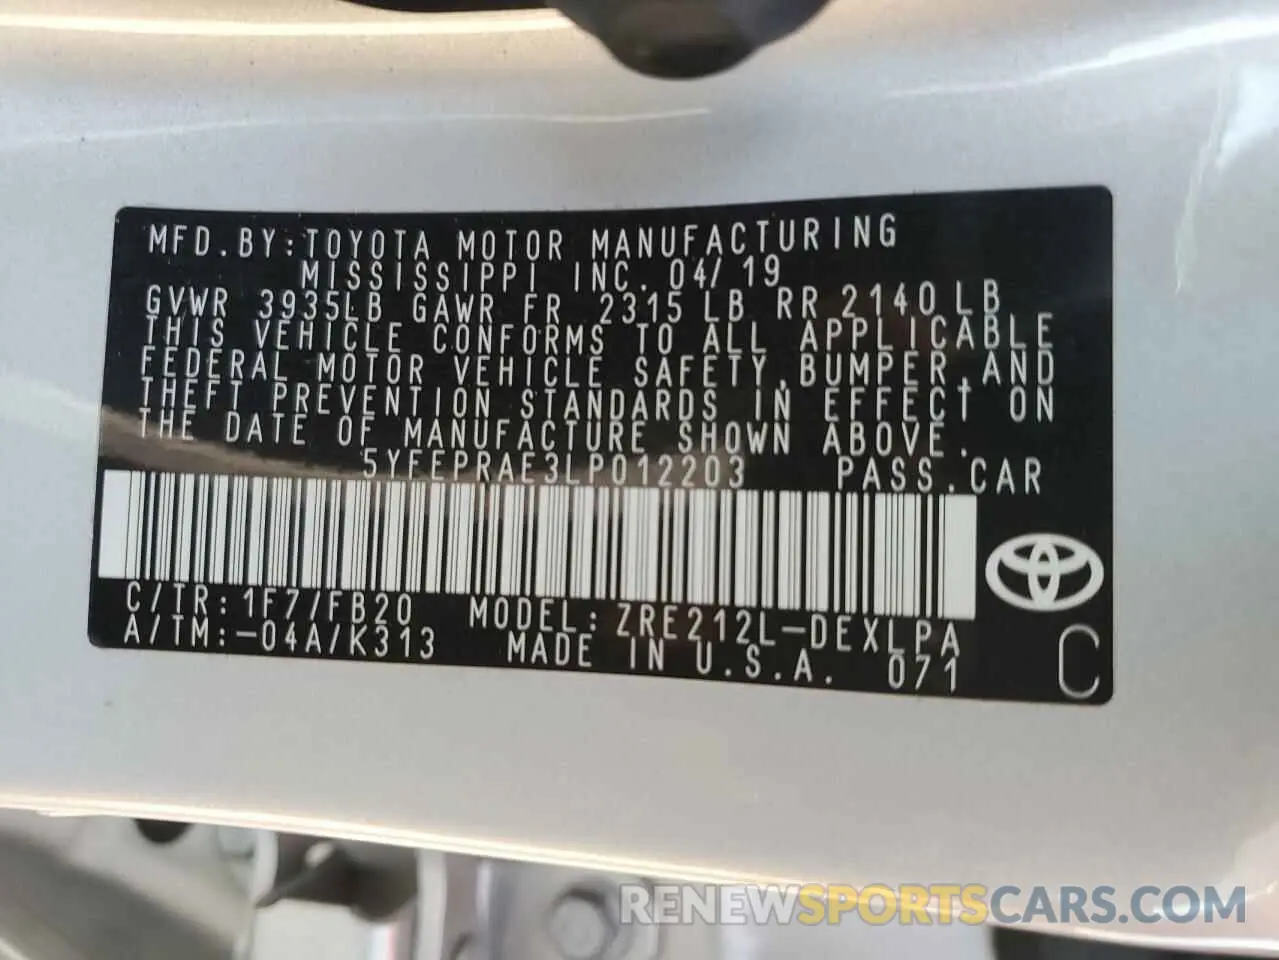 MFD.BY:TOYOTA MOTOR MANUFACTURING
MISSISSIPPI INC. 04/19
GVWR 3935LB GAWR FR 2315LB RR 2140LB
THIS VEHICLE CONFORMS TO ALL APPLICABLE
FEDERAL MOTOR VEHICLE SAFETY,BUMPER,AND
THEFT PREVENTION STANDARDS IN EFFECT ON
THE DATE OF MANUFACTURE SHOWN ABOVE.
5YFEPRAE3LP012203 PASS.CAR
C/TR:1F7/FB20 MODEL:ZRE212L-DEXLPA
A/TM:-04A/K313 MADE IN U.S.A. 071 C
RENEWSPORTSCARS.COM